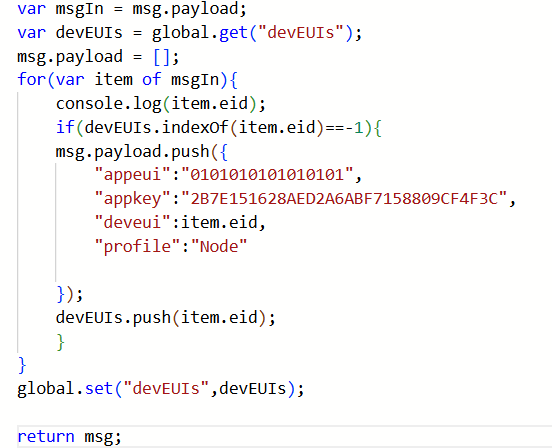 var msgIn = msg.payload;
var devEUIs = global.get("devEUIs");
msg.payload = [];
for(var item of msgIn){
    console.log(item.eid);
    if(devEUIs.indexOf(item.eid)==-1){
    msg.payload.push({
        "appeui":"0101010101010101",
        "appkey":"2B7E151628AED2A6ABF7158809CF4F3C",
        "deveui":item.eid,
        "profile":"Node"
    });
    devEUIs.push(item.eid);
    }
}
global.set("devEUIs",devEUIs);
return msg;